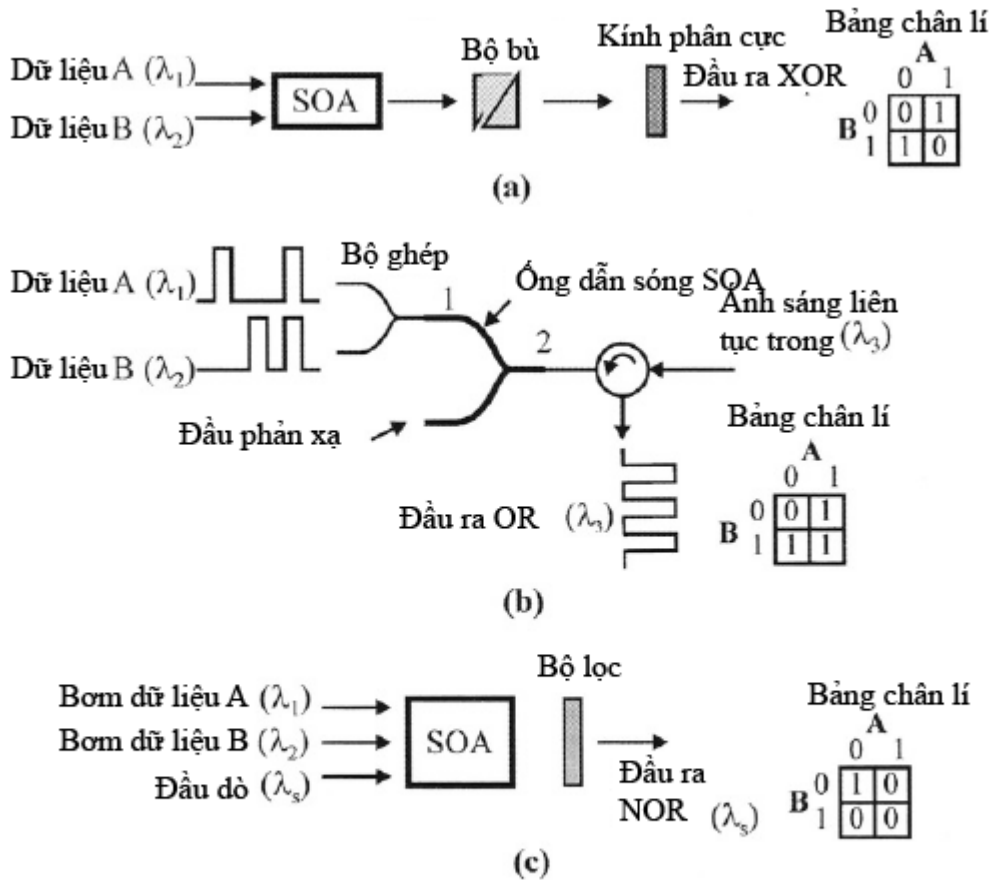 Dữ liệu A (λ₁)
Dữ liệu B (λ₂)
SOA
Bộ bù
Kính phân cực
Đầu ra XOR
Bảng chân lí
A
0 1
B 0 0 1
1 1 0
(a)
Dữ liệu A (λ₁)
Dữ liệu B (λ₂)
Bộ ghép
1
Ống dẫn sóng SOA
2
Ánh sáng liên
tục trong (λ₃)
Đầu phản xạ
Đầu ra OR (λ₃)
Bảng chân lí
A
0 1
0 0 1
B 1 1 1
(b)
Bơm dữ liệu A (λ₁)
Bơm dữ liệu B (λ₂)
Đầu dò (λₛ)
SOA
Bộ lọc
Đầu ra
NOR (λₛ)
Bảng chân lí
A
0 1
B 0 1 0
1 0 0
(c)